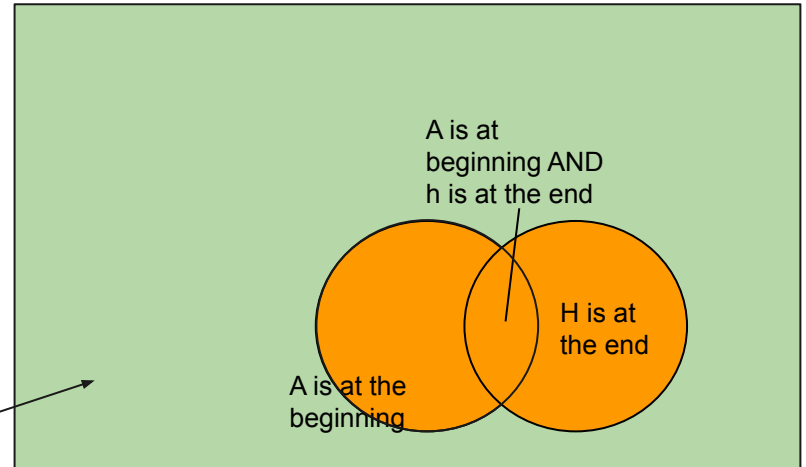 A is at
beginning AND
h is at the end
H is at
the end
A is at the
beginning